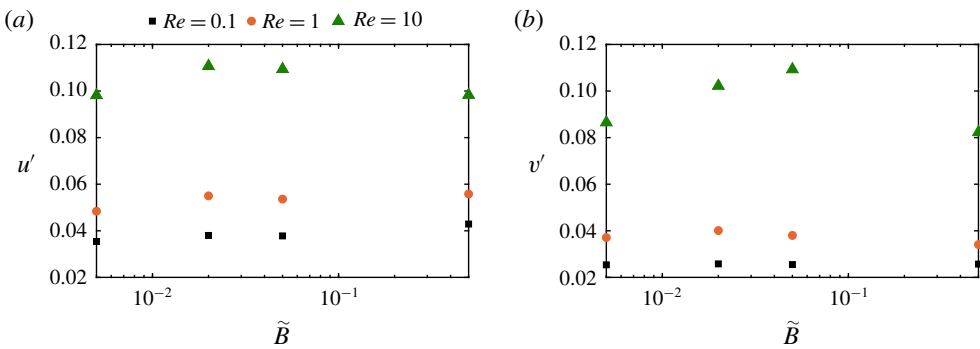 (a) ■ Re = 0.1 ● Re = 1 ▲ Re = 10
0.12
0.10
0.08
u′
0.06
0.04
0.02
10⁻² 10⁻¹
B̃
(b)
0.12
0.10
0.08
v′
0.06
0.04
0.02
10⁻² 10⁻¹
B̃